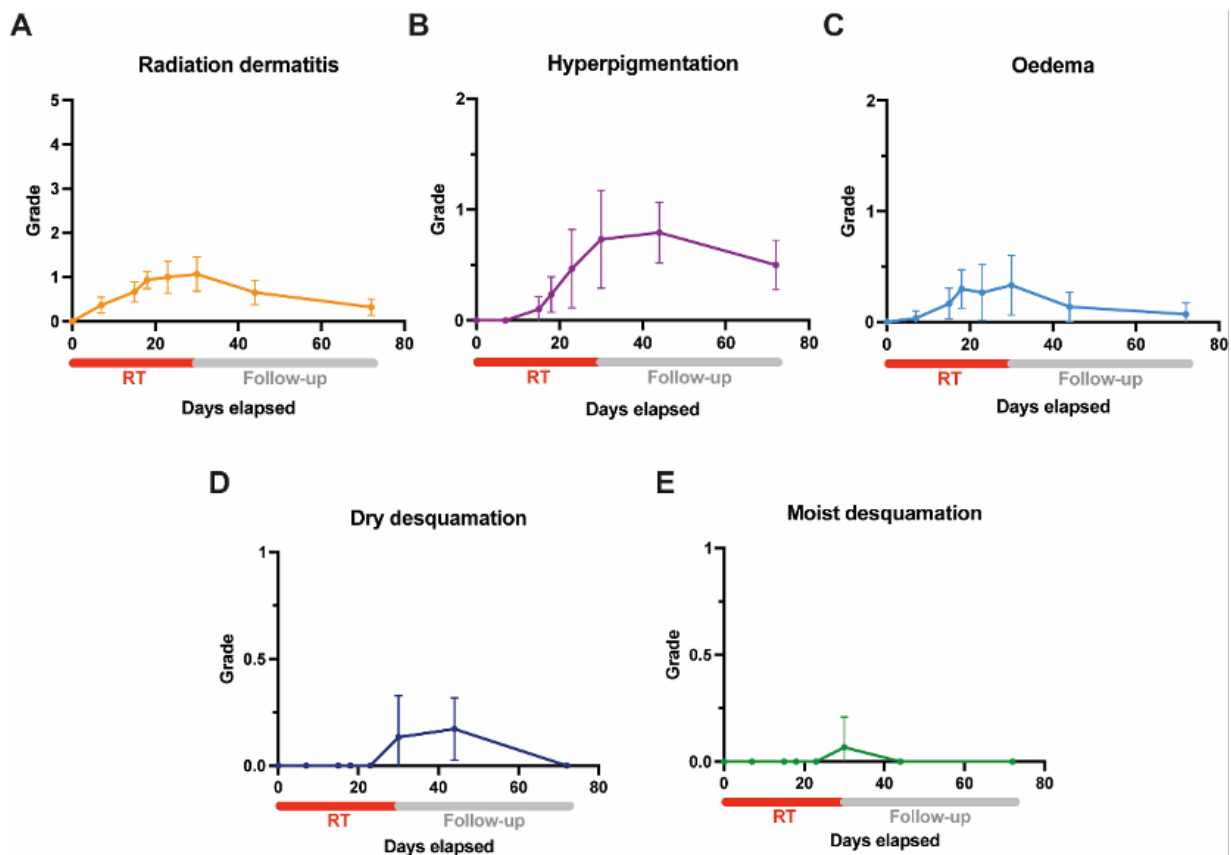 A
Radiation dermatitis
5
4
3
2
1
0
Grade
0 20 40 60 80
RT Follow-up
Days elapsed
B
Hyperpigmentation
2
1
0
Grade
0 20 40 60 80
RT Follow-up
Days elapsed
C
Oedema
2
1
0
Grade
0 20 40 60 80
RT Follow-up
Days elapsed
D
Dry desquamation
1
0.5
0.0
Grade
0 20 40 60 80
RT Follow-up
Days elapsed
E
Moist desquamation
1
0.5
0.0
Grade
0 20 40 60 80
RT Follow-up
Days elapsed